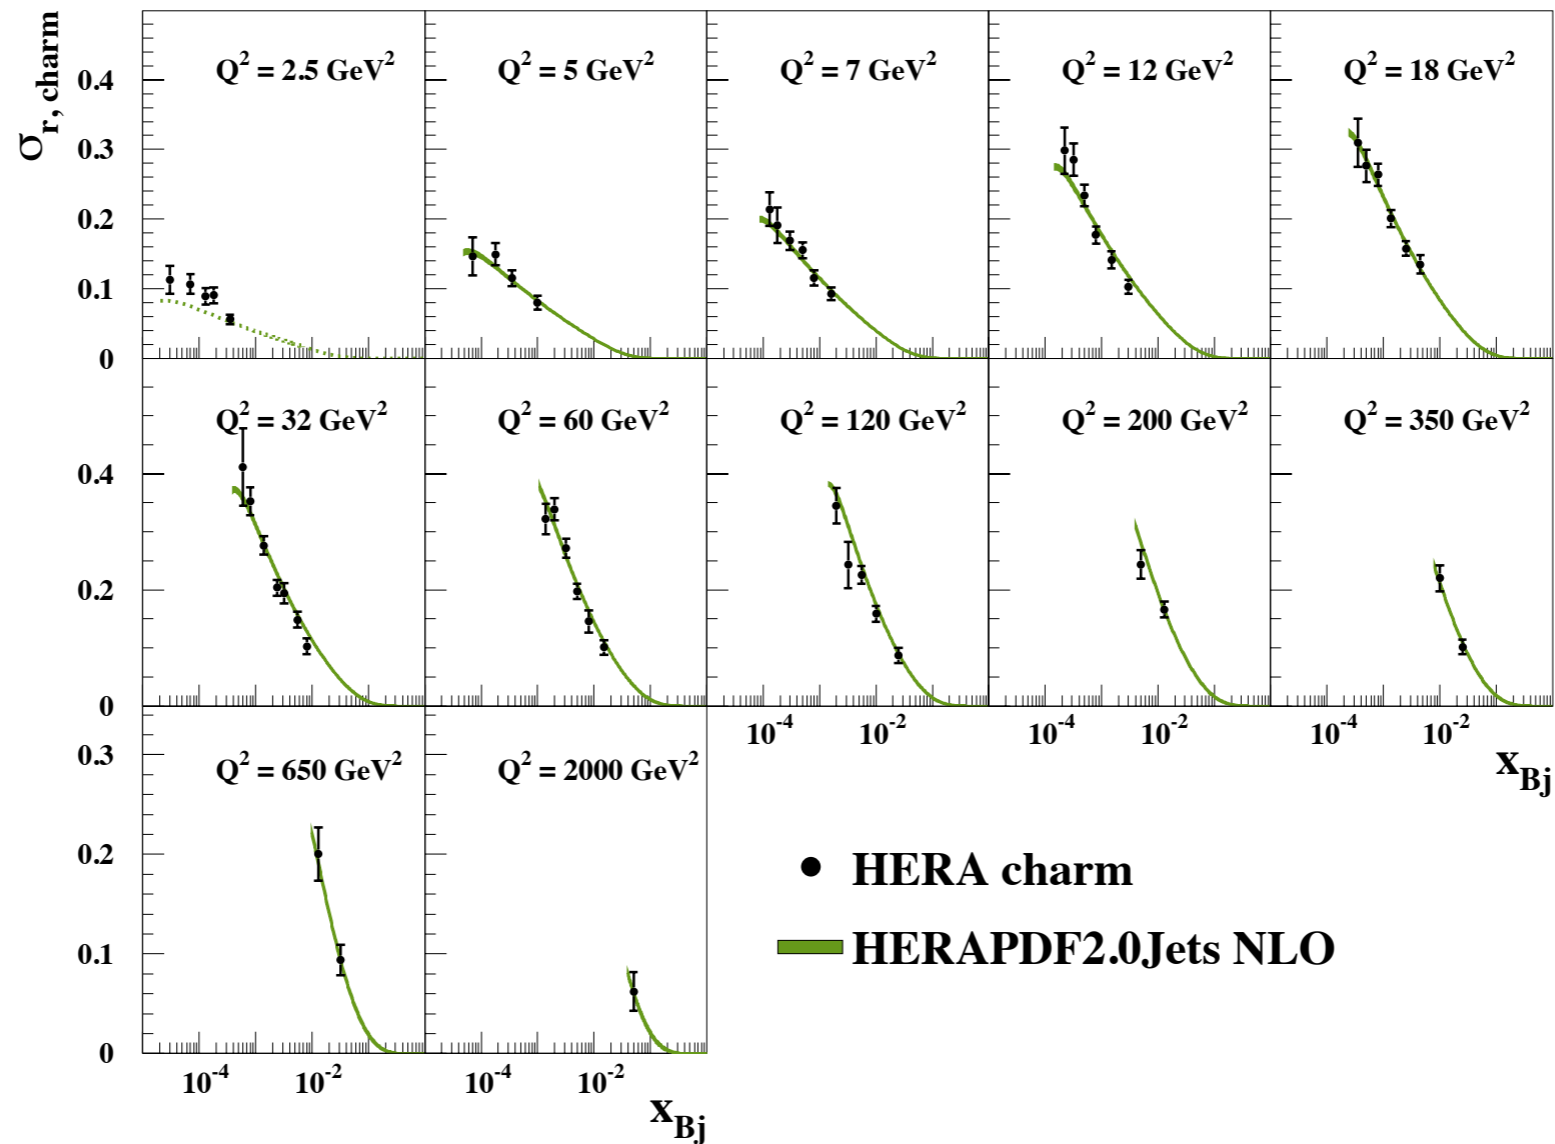 σr, charm
Q² = 2.5 GeV² Q² = 5 GeV² Q² = 7 GeV² Q² = 12 GeV² Q² = 18 GeV²
0.4
0.3
0.2
0.1
0
Q² = 32 GeV² Q² = 60 GeV² Q² = 120 GeV² Q² = 200 GeV² Q² = 350 GeV²
0.4
0.2
0
10⁻⁴ 10⁻² 10⁻⁴ 10⁻² 10⁻⁴ 10⁻²
xBj
Q² = 650 GeV² Q² = 2000 GeV²
0.3
0.2
0.1
0
10⁻⁴ 10⁻² 10⁻⁴ 10⁻²
xBj
HERA charm
HERAPDF2.0Jets NLO